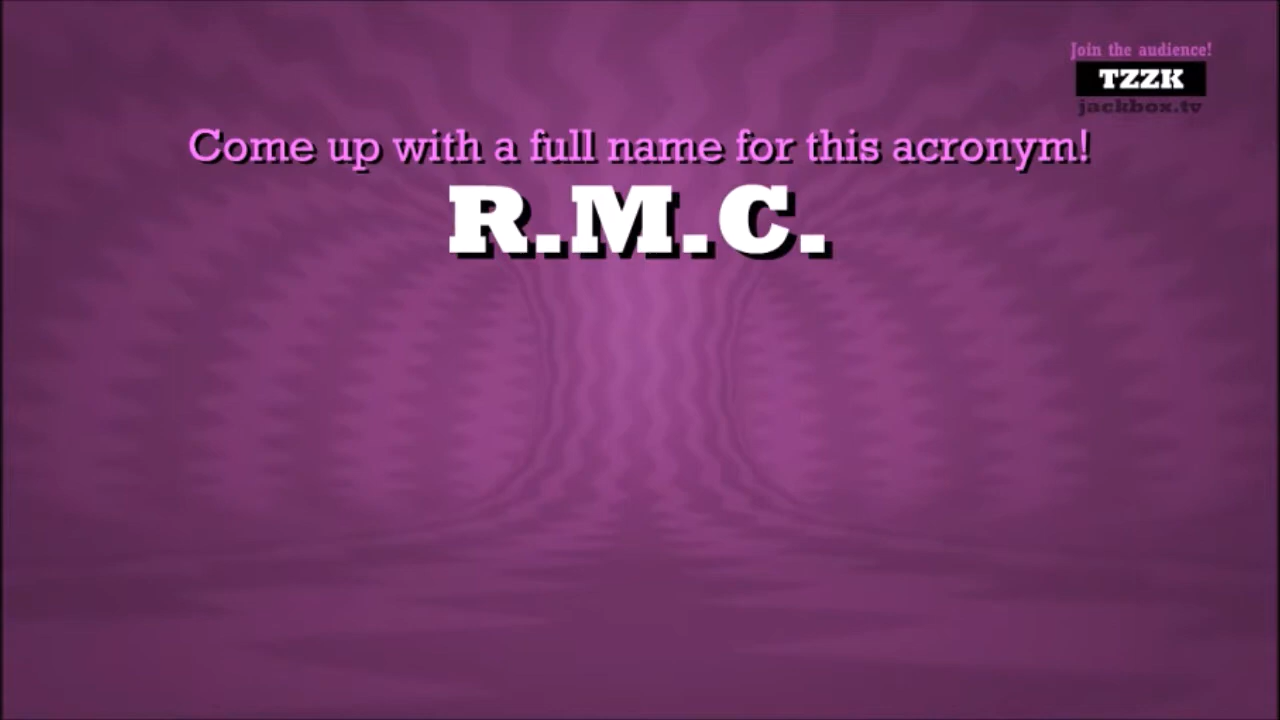 Join the audience!
TZZK
jackbox.tv
Come up with a full name for this acronym!
R.M.C.